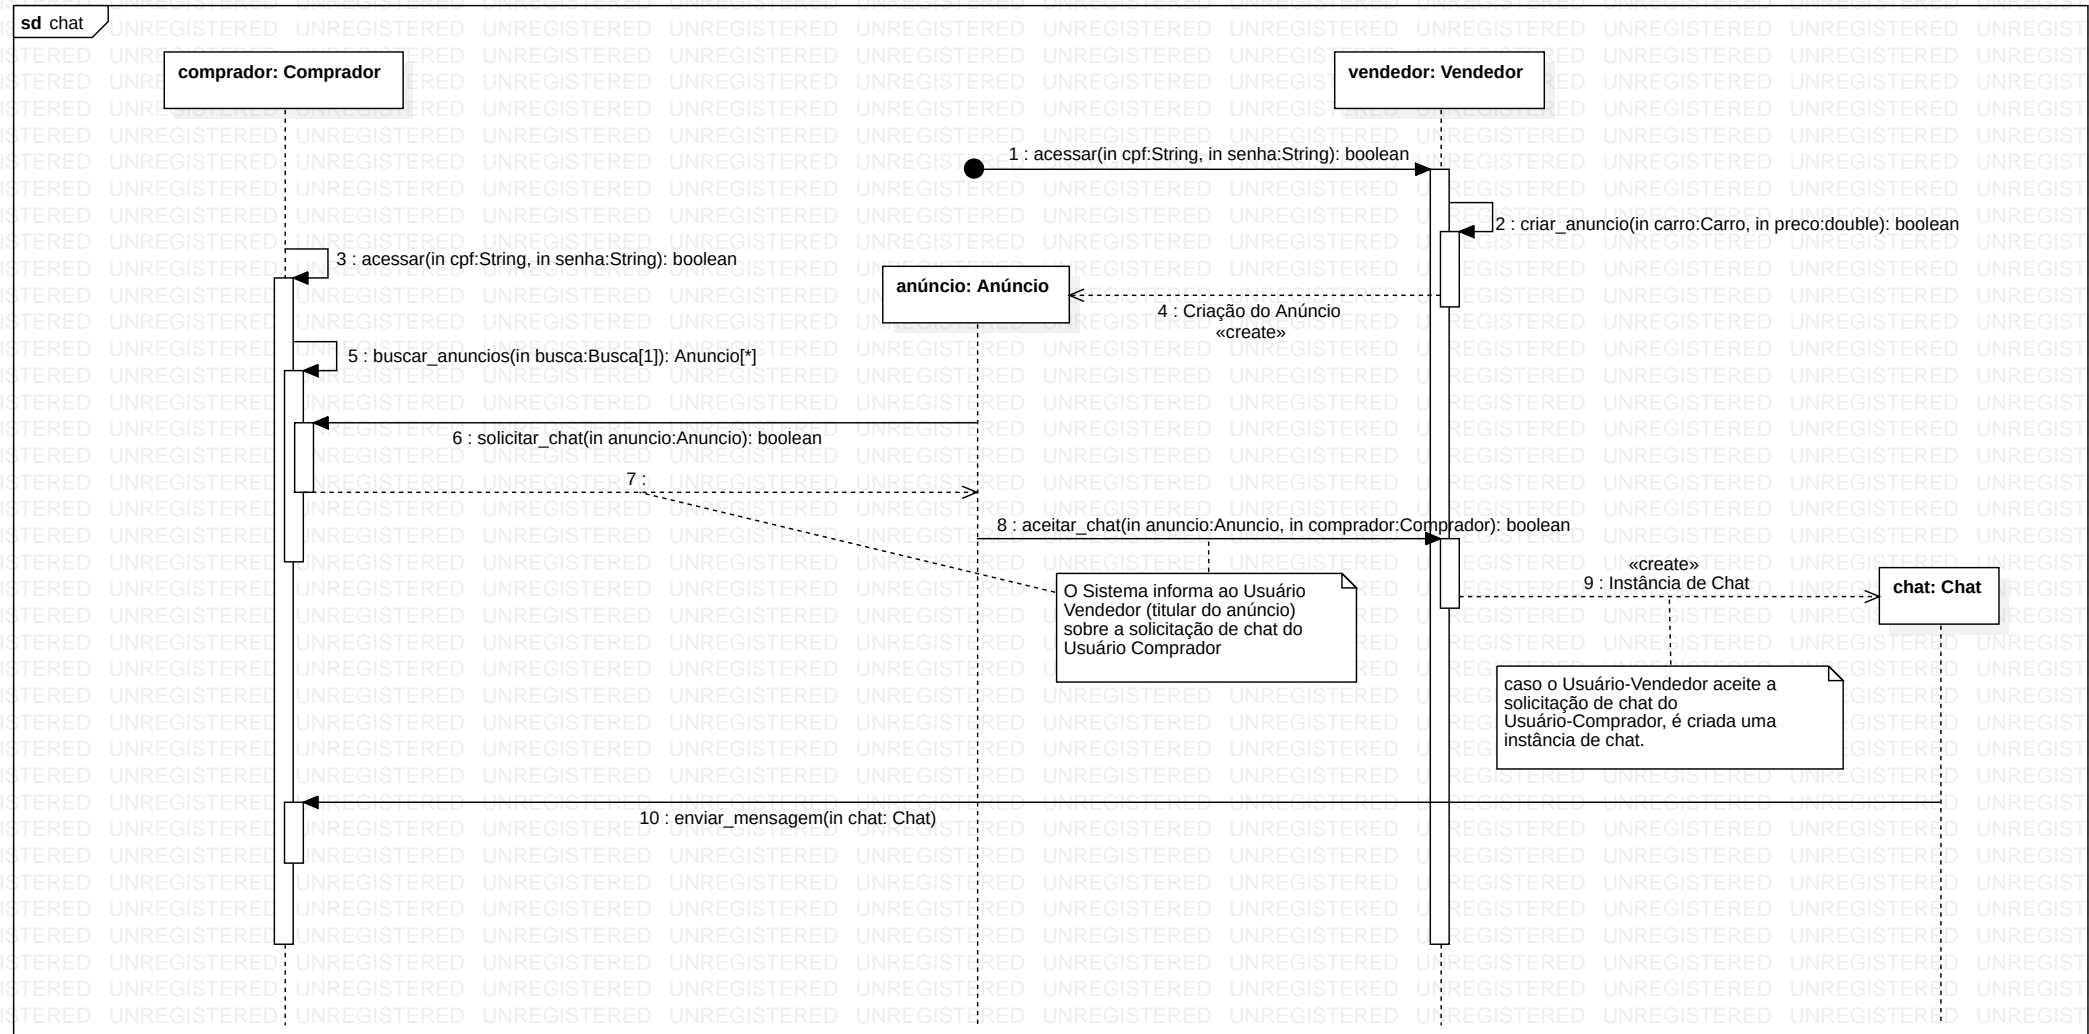 sd chat
comprador: Comprador
vendedor: Vendedor
1 : acessar(in cpf:String, in senha:String): boolean
2 : criar_anuncio(in carro:Carro, in preco:double): boolean
3 : acessar(in cpf:String, in senha:String): boolean
anúncio: Anúncio
4 : Criação do Anúncio
«create»
5 : buscar_anuncios(in busca:Busca[1]): Anuncio[*]
6 : solicitar_chat(in anuncio:Anuncio): boolean
7 :
8 : aceitar_chat(in anuncio:Anuncio, in comprador:Comprador): boolean
«create»
9 : Instância de Chat
chat: Chat
O Sistema informa ao Usuário
Vendedor (titular do anúncio)
sobre a solicitação de chat do
Usuário Comprador
caso o Usuário-Vendedor aceite a
solicitação de chat do
Usuário-Comprador, é criada uma
instância de chat.
10 : enviar_mensagem(in chat: Chat)
UNREGISTERED